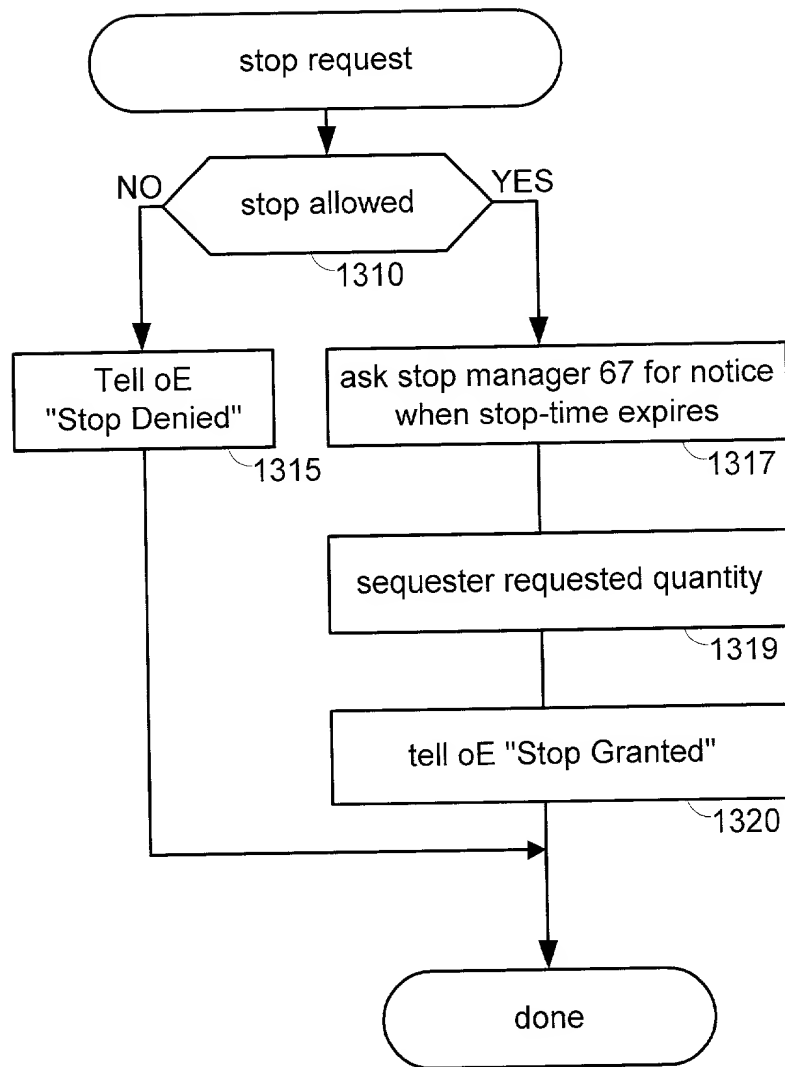 stop request
NO
YES
stop allowed
1310
Tell oE
"Stop Denied"
1315
ask stop manager 67 for notice
when stop-time expires
1317
sequester requested quantity
1319
tell oE "Stop Granted"
1320
done